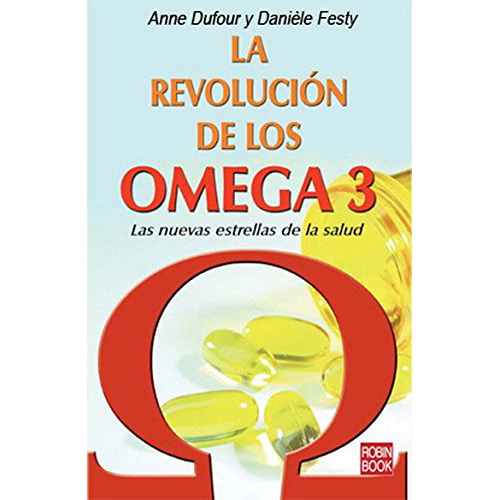 Anne Dufour y Danièle Festy
LA
REVOLUCIÓN
DE LOS
OMEGA 3
Las nuevas estrellas de la salud
Ω
ROBIN
BOOK